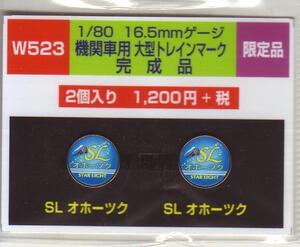 W523
1/80 16.5mmゲージ
機関車用 大型トレインマーク
完成品
限定品
2個入り 1,200円+税
SL
オホーツク
STAR LIGHT
SL
オホーツク
STAR LIGHT
SL オホーツク
SL オホーツク